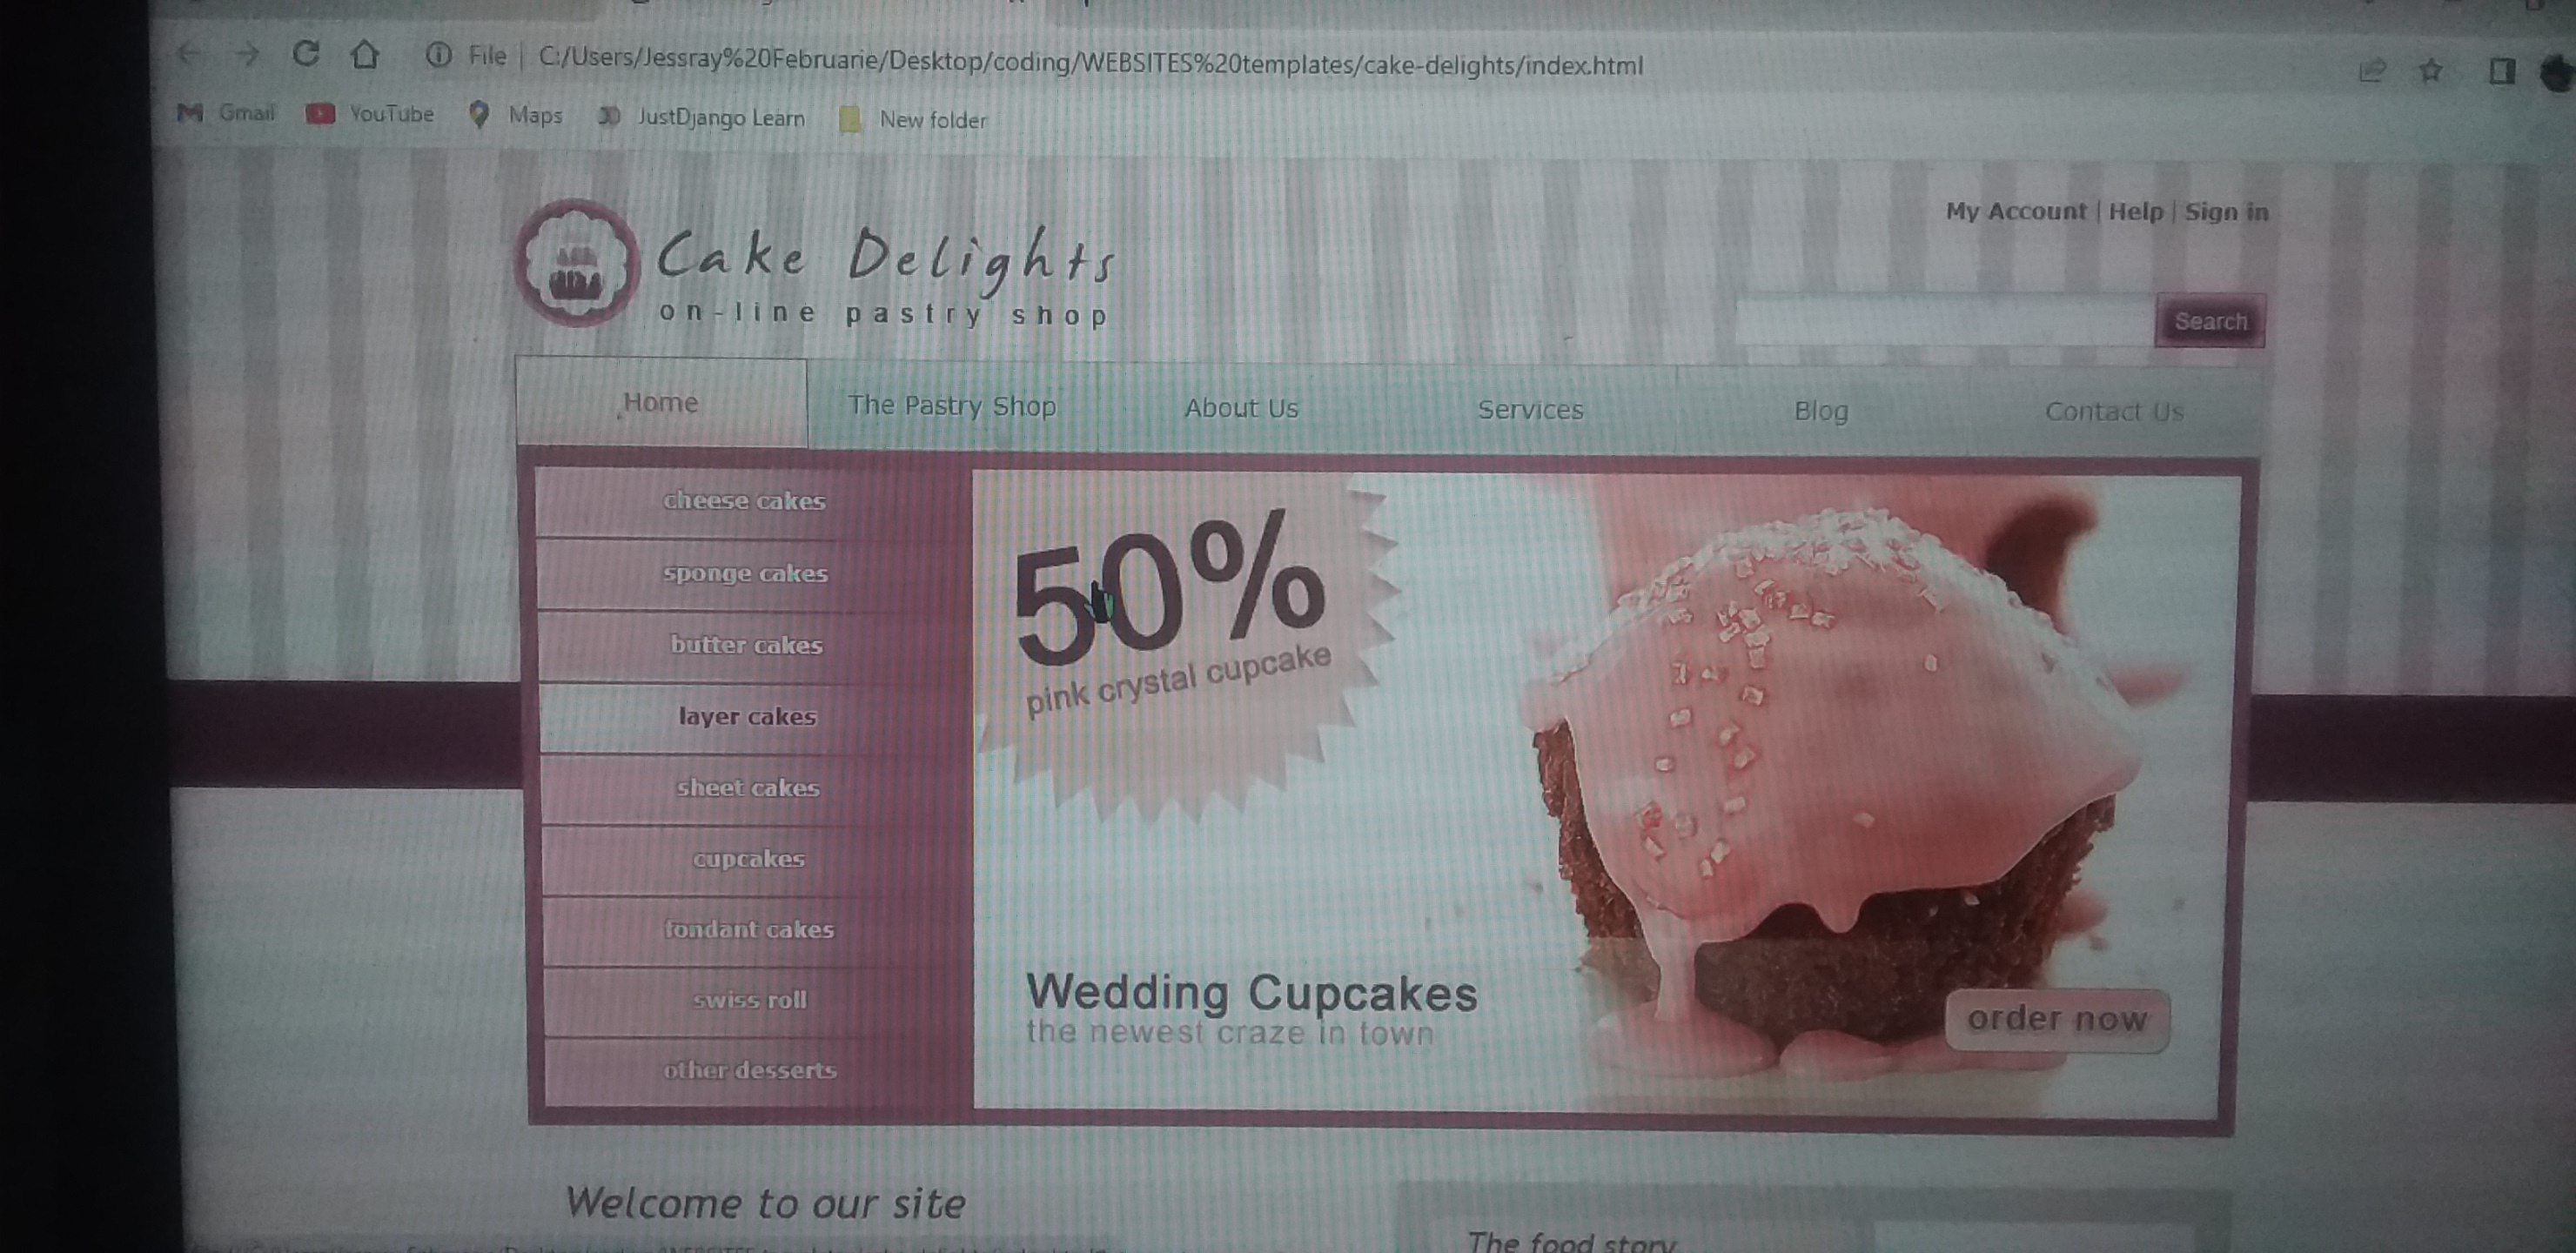 File | C:/Users/Jessray%20Februarie/Desktop/coding/WEBSITES%20templates/cake-delights/index.html
Gmail YouTube Maps JustDjango Learn New folder
My Account | Help | Sign in
Cake Delights
on-line pastry shop
Search
Home The Pastry Shop About Us Services Blog Contact Us
cheese cakes
sponge cakes
butter cakes
layer cakes
sheet cakes
cupcakes
fondant cakes
swiss roll
other desserts
50%
pink crystal cupcake
Wedding Cupcakes
the newest craze in town
order now
Welcome to our site
The food story